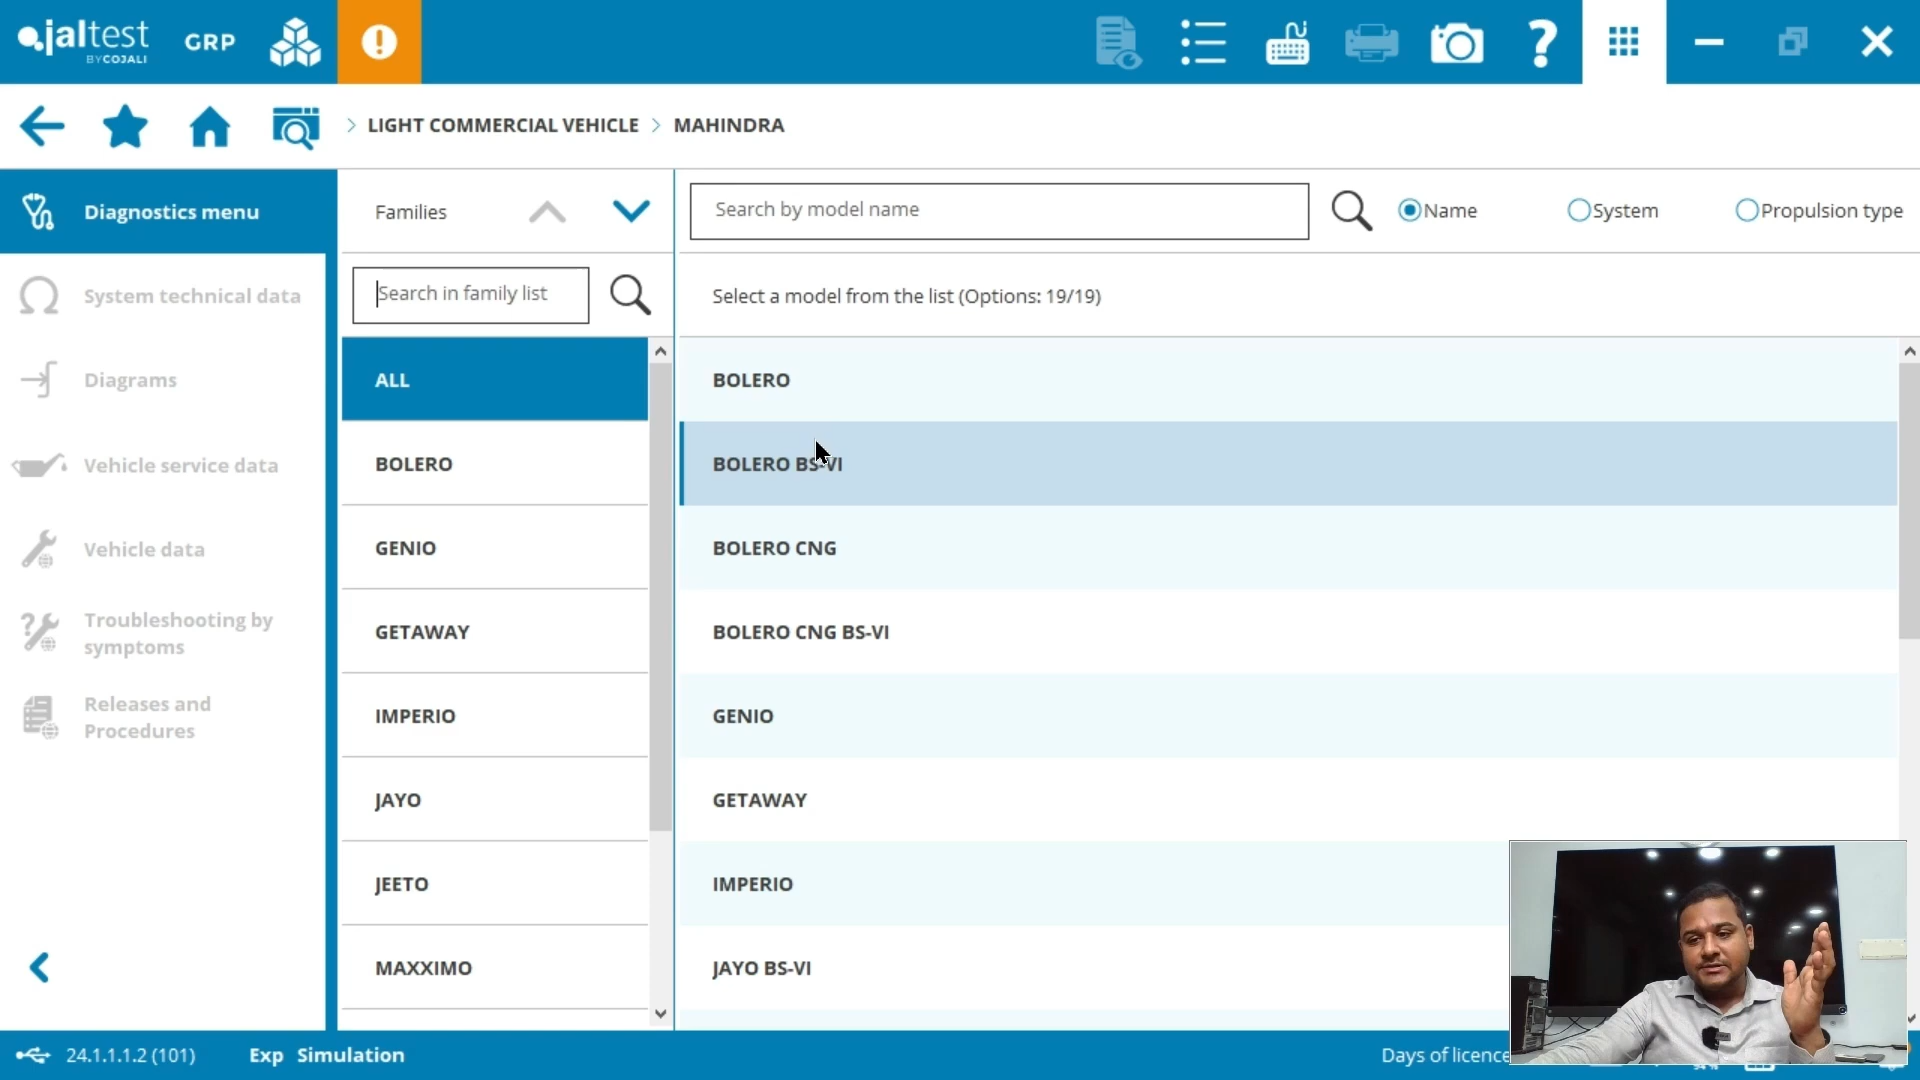 jaltest
BY COJALI
GRP
LIGHT COMMERCIAL VEHICLE
MAHINDRA
Diagnostics menu
System technical data
Diagrams
Vehicle service data
Vehicle data
Troubleshooting by
symptoms
Releases and
Procedures
Families
Search in family list
ALL
BOLERO
GENIO
GETAWAY
IMPERIO
JAYO
JEETO
MAXXIMO
Search by model name
Name
System
Propulsion type
Select a model from the list (Options: 19/19)
BOLERO
BOLERO BS-VI
BOLERO CNG
BOLERO CNG BS-VI
GENIO
GETAWAY
IMPERIO
JAYO BS-VI
24.1.1.1.2 (101)
Exp Simulation
Days of licence